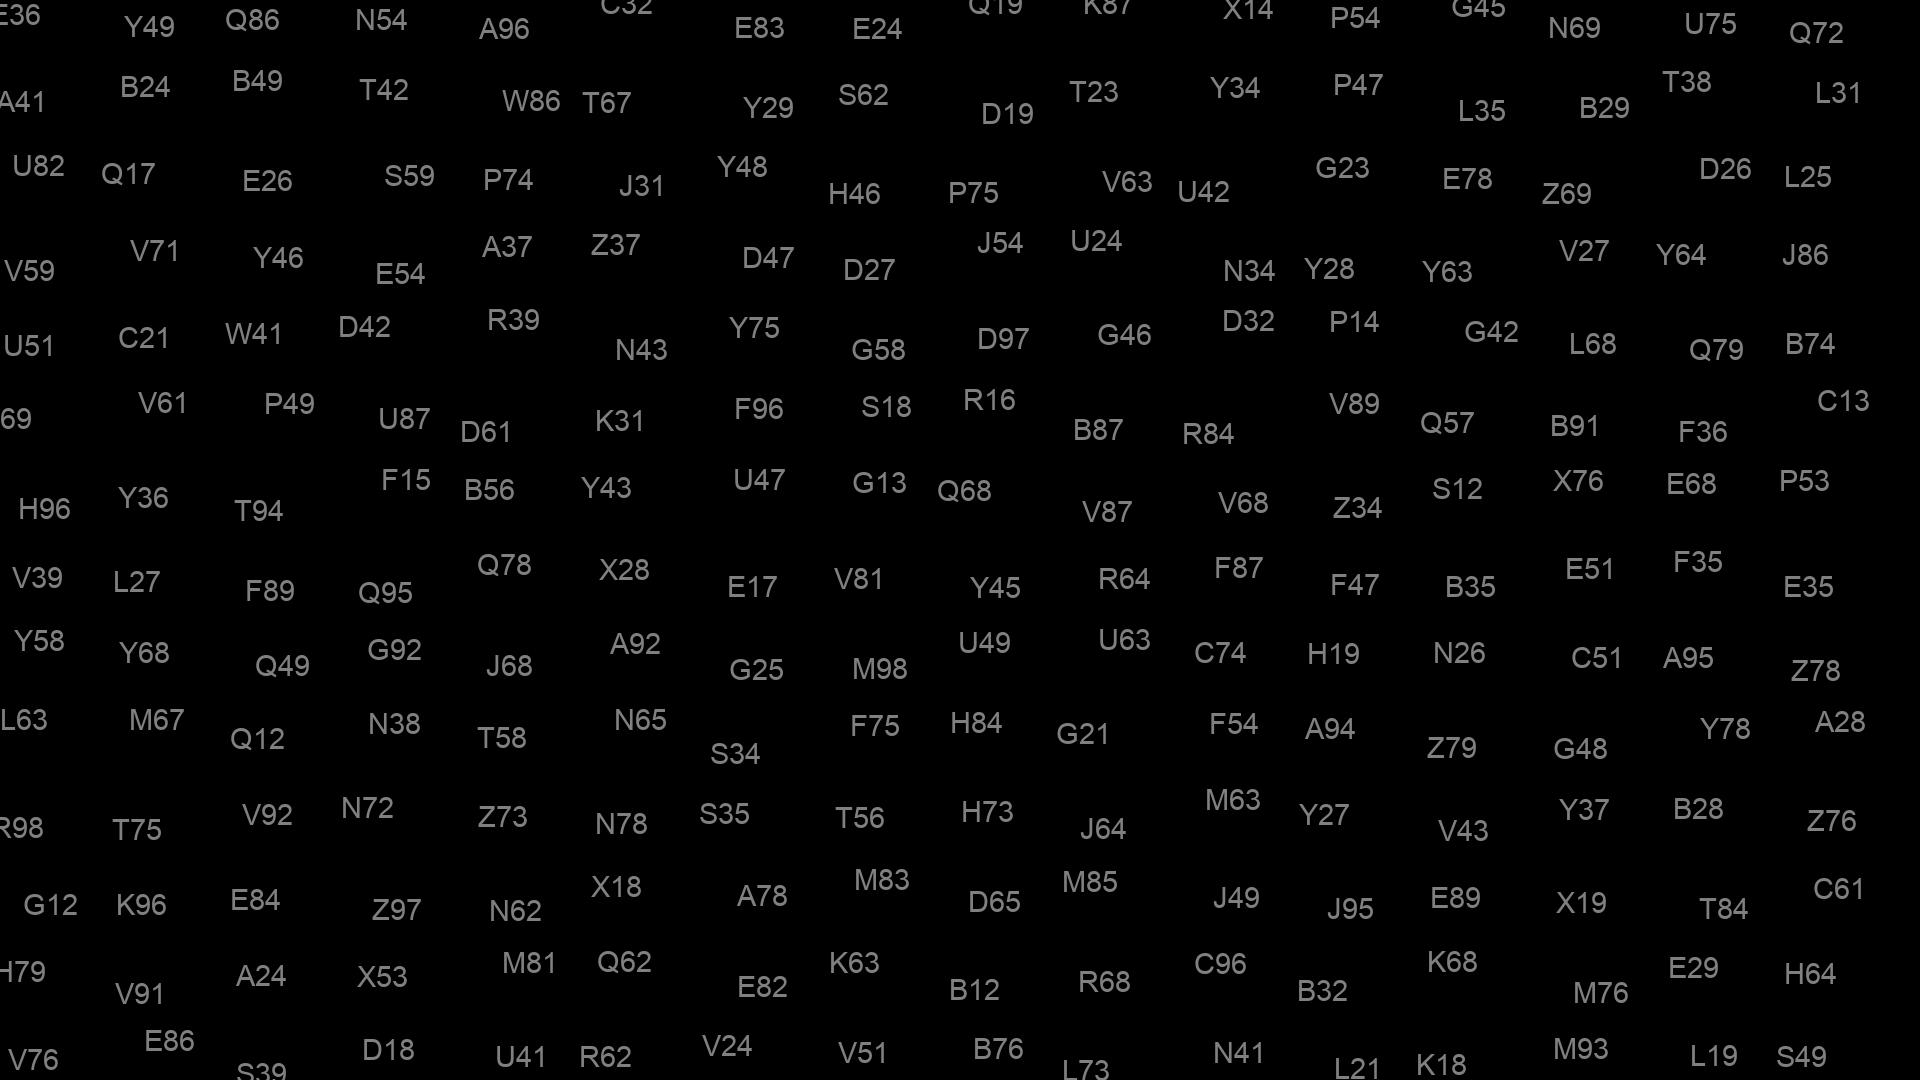 E36 Y49 Q86 N54 A96 C32 E83 E24 Q19 K87 X14 P54 G45 N69 U75 Q72
A41 B24 B49 T42 W86 T67 Y29 S62 D19 T23 Y34 P47 L35 B29 T38 L31
U82 Q17 E26 S59 P74 J31 Y48 H46 P75 V63 U42 G23 E78 Z69 D26 L25
V59 V71 Y46 E54 A37 Z37 D47 D27 J54 U24 N34 Y28 Y63 V27 Y64 J86
U51 C21 W41 D42 R39 N43 Y75 G58 D97 G46 D32 P14 G42 L68 Q79 B74
69 V61 P49 U87 D61 K31 F96 S18 R16 B87 R84 V89 Q57 B91 F36 C13
H96 Y36 T94 F15 B56 Y43 U47 G13 Q68 V87 V68 Z34 S12 X76 E68 P53
V39 L27 F89 Q95 Q78 X28 E17 V81 Y45 R64 F87 F47 B35 E51 F35 E35
Y58 Y68 Q49 G92 J68 A92 G25 M98 U49 U63 C74 H19 N26 C51 A95 Z78
L63 M67 Q12 N38 T58 N65 S34 F75 H84 G21 F54 A94 Z79 G48 Y78 A28
R98 T75 V92 N72 Z73 N78 S35 T56 H73 J64 M63 Y27 V43 Y37 B28 Z76
G12 K96 E84 Z97 N62 X18 A78 M83 D65 M85 J49 J95 E89 X19 T84 C61
H79 V91 A24 X53 M81 Q62 E82 K63 B12 R68 C96 B32 K68 M76 E29 H64
V76 E86 S39 D18 U41 R62 V24 V51 B76 L73 N41 L21 K18 M93 L19 S49